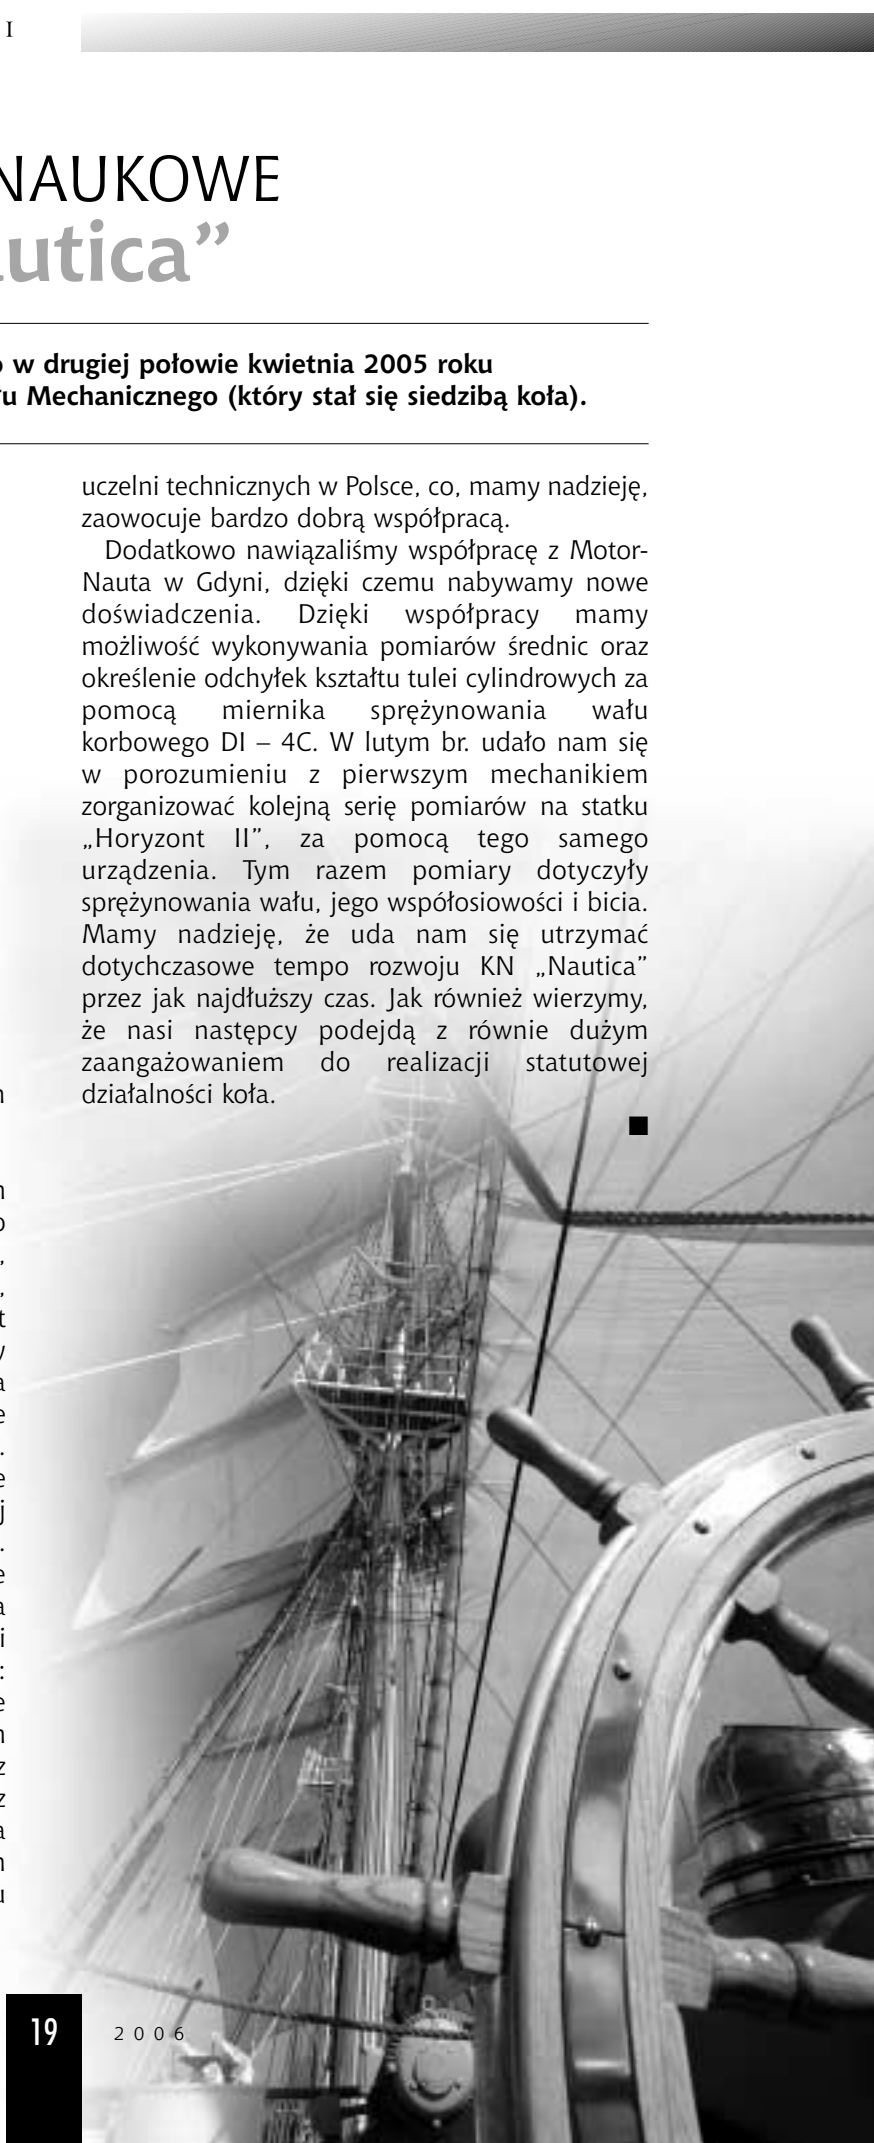 I
NAUKOWE
utica”
w drugiej połowie kwietnia 2005 roku
u Mechanicznego (który stał się siedzibą koła).
uczelni technicznych w Polsce, co, mamy nadzieję,
zaowocuje bardzo dobrą współpracą.
Dodatkowo nawiązaliśmy współpracę z Motor-
Nauta w Gdyni, dzięki czemu nabywamy nowe
doświadczenia. Dzięki współpracy mamy
możliwość wykonywania pomiarów średnic oraz
określenie odchyłek kształtu tulei cylindrowych za
pomocą miernika sprężynowania wału
korbowego DI – 4C. W lutym br. udało nam się
w porozumieniu z pierwszym mechanikiem
zorganizować kolejną serię pomiarów na statku
„Horyzont II”, za pomocą tego samego
urządzenia. Tym razem pomiary dotyczyły
sprężynowania wału, jego współosiowości i bicia.
Mamy nadzieję, że uda nam się utrzymać
dotychczasowe tempo rozwoju KN „Nautica”
przez jak najdłuższy czas. Jak również wierzymy,
że nasi następcy podejdą z równie dużym
zaangażowaniem do realizacji statutowej
działalności koła.
19
2006